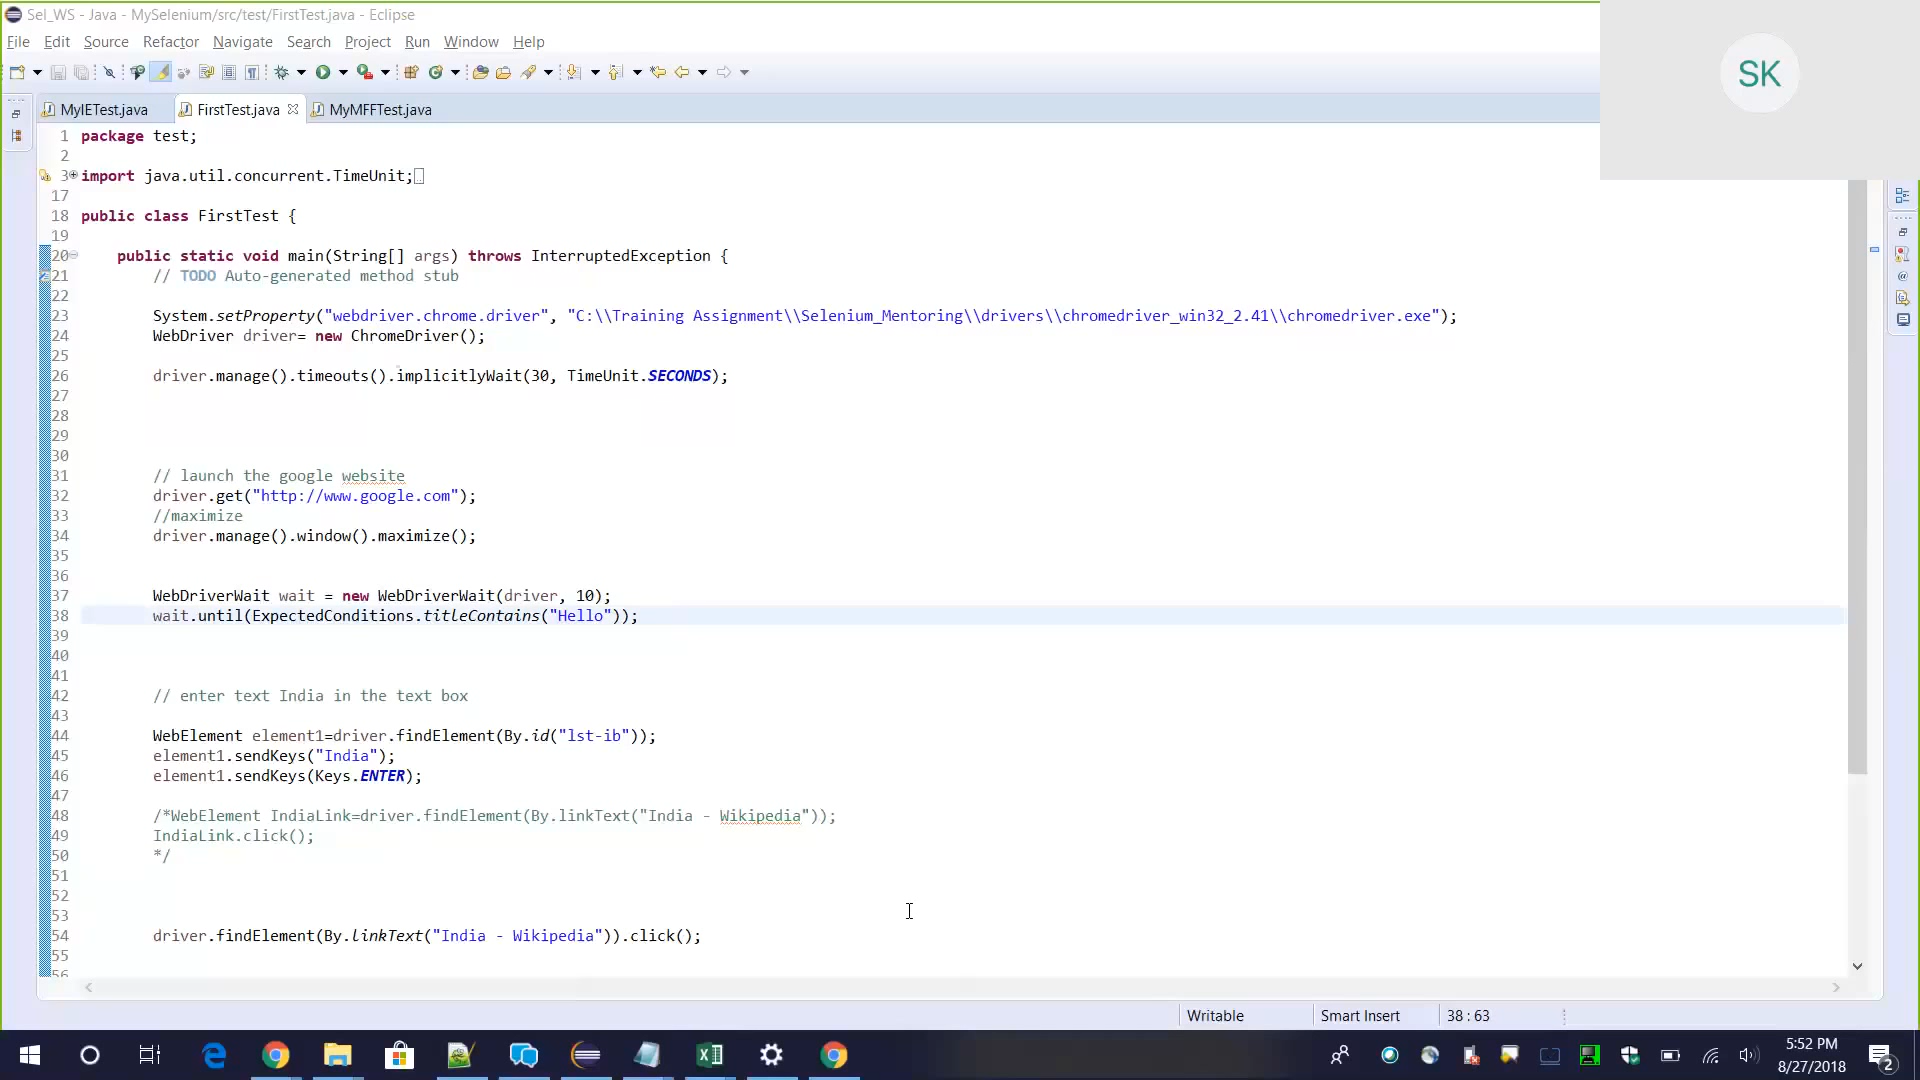 Sel_WS - Java - MySelenium/src/test/FirstTest.java - Eclipse
File Edit Source Refactor Navigate Search Project Run Window Help
SK
MyIETest.java FirstTest.java MyMFFTest.java
1 package test;
2
3 import java.util.concurrent.TimeUnit;
17
18 public class FirstTest {
19
20 public static void main(String[] args) throws InterruptedException {
21 // TODO Auto-generated method stub
22
23 System.setProperty("webdriver.chrome.driver", "C:\\Training Assignment\\Selenium_Mentoring\\drivers\\chromedriver_win32_2.41\\chromedriver.exe");
24 WebDriver driver= new ChromeDriver();
25
26 driver.manage().timeouts().implicitlyWait(30, TimeUnit.SECONDS);
27
28
29
30
31 // launch the google website
32 driver.get("http://www.google.com");
33 //maximize
34 driver.manage().window().maximize();
35
36
37 WebDriverWait wait = new WebDriverWait(driver, 10);
38 wait.until(ExpectedConditions.titleContains("Hello"));
39
40
41
42 // enter text India in the text box
43
44 WebElement element1=driver.findElement(By.id("lst-ib"));
45 element1.sendKeys("India");
46 element1.sendKeys(Keys.ENTER);
47
48 /*WebElement IndiaLink=driver.findElement(By.linkText("India - Wikipedia"));
49 IndiaLink.click();
50 */
51
52
53
54 driver.findElement(By.linkText("India - Wikipedia")).click();
55
56
Writable Smart Insert 38 : 63
5:52 PM
8/27/2018
2